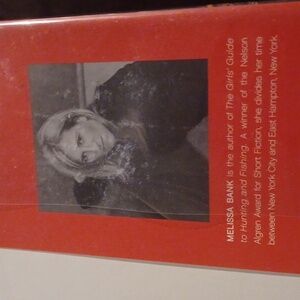 MELISSA BANK is the author of The Girls' Guide
to Hunting and Fishing. A winner of the Nelson
Algren Award for Short Fiction, she divides her time
between New York City and East Hampton, New York.